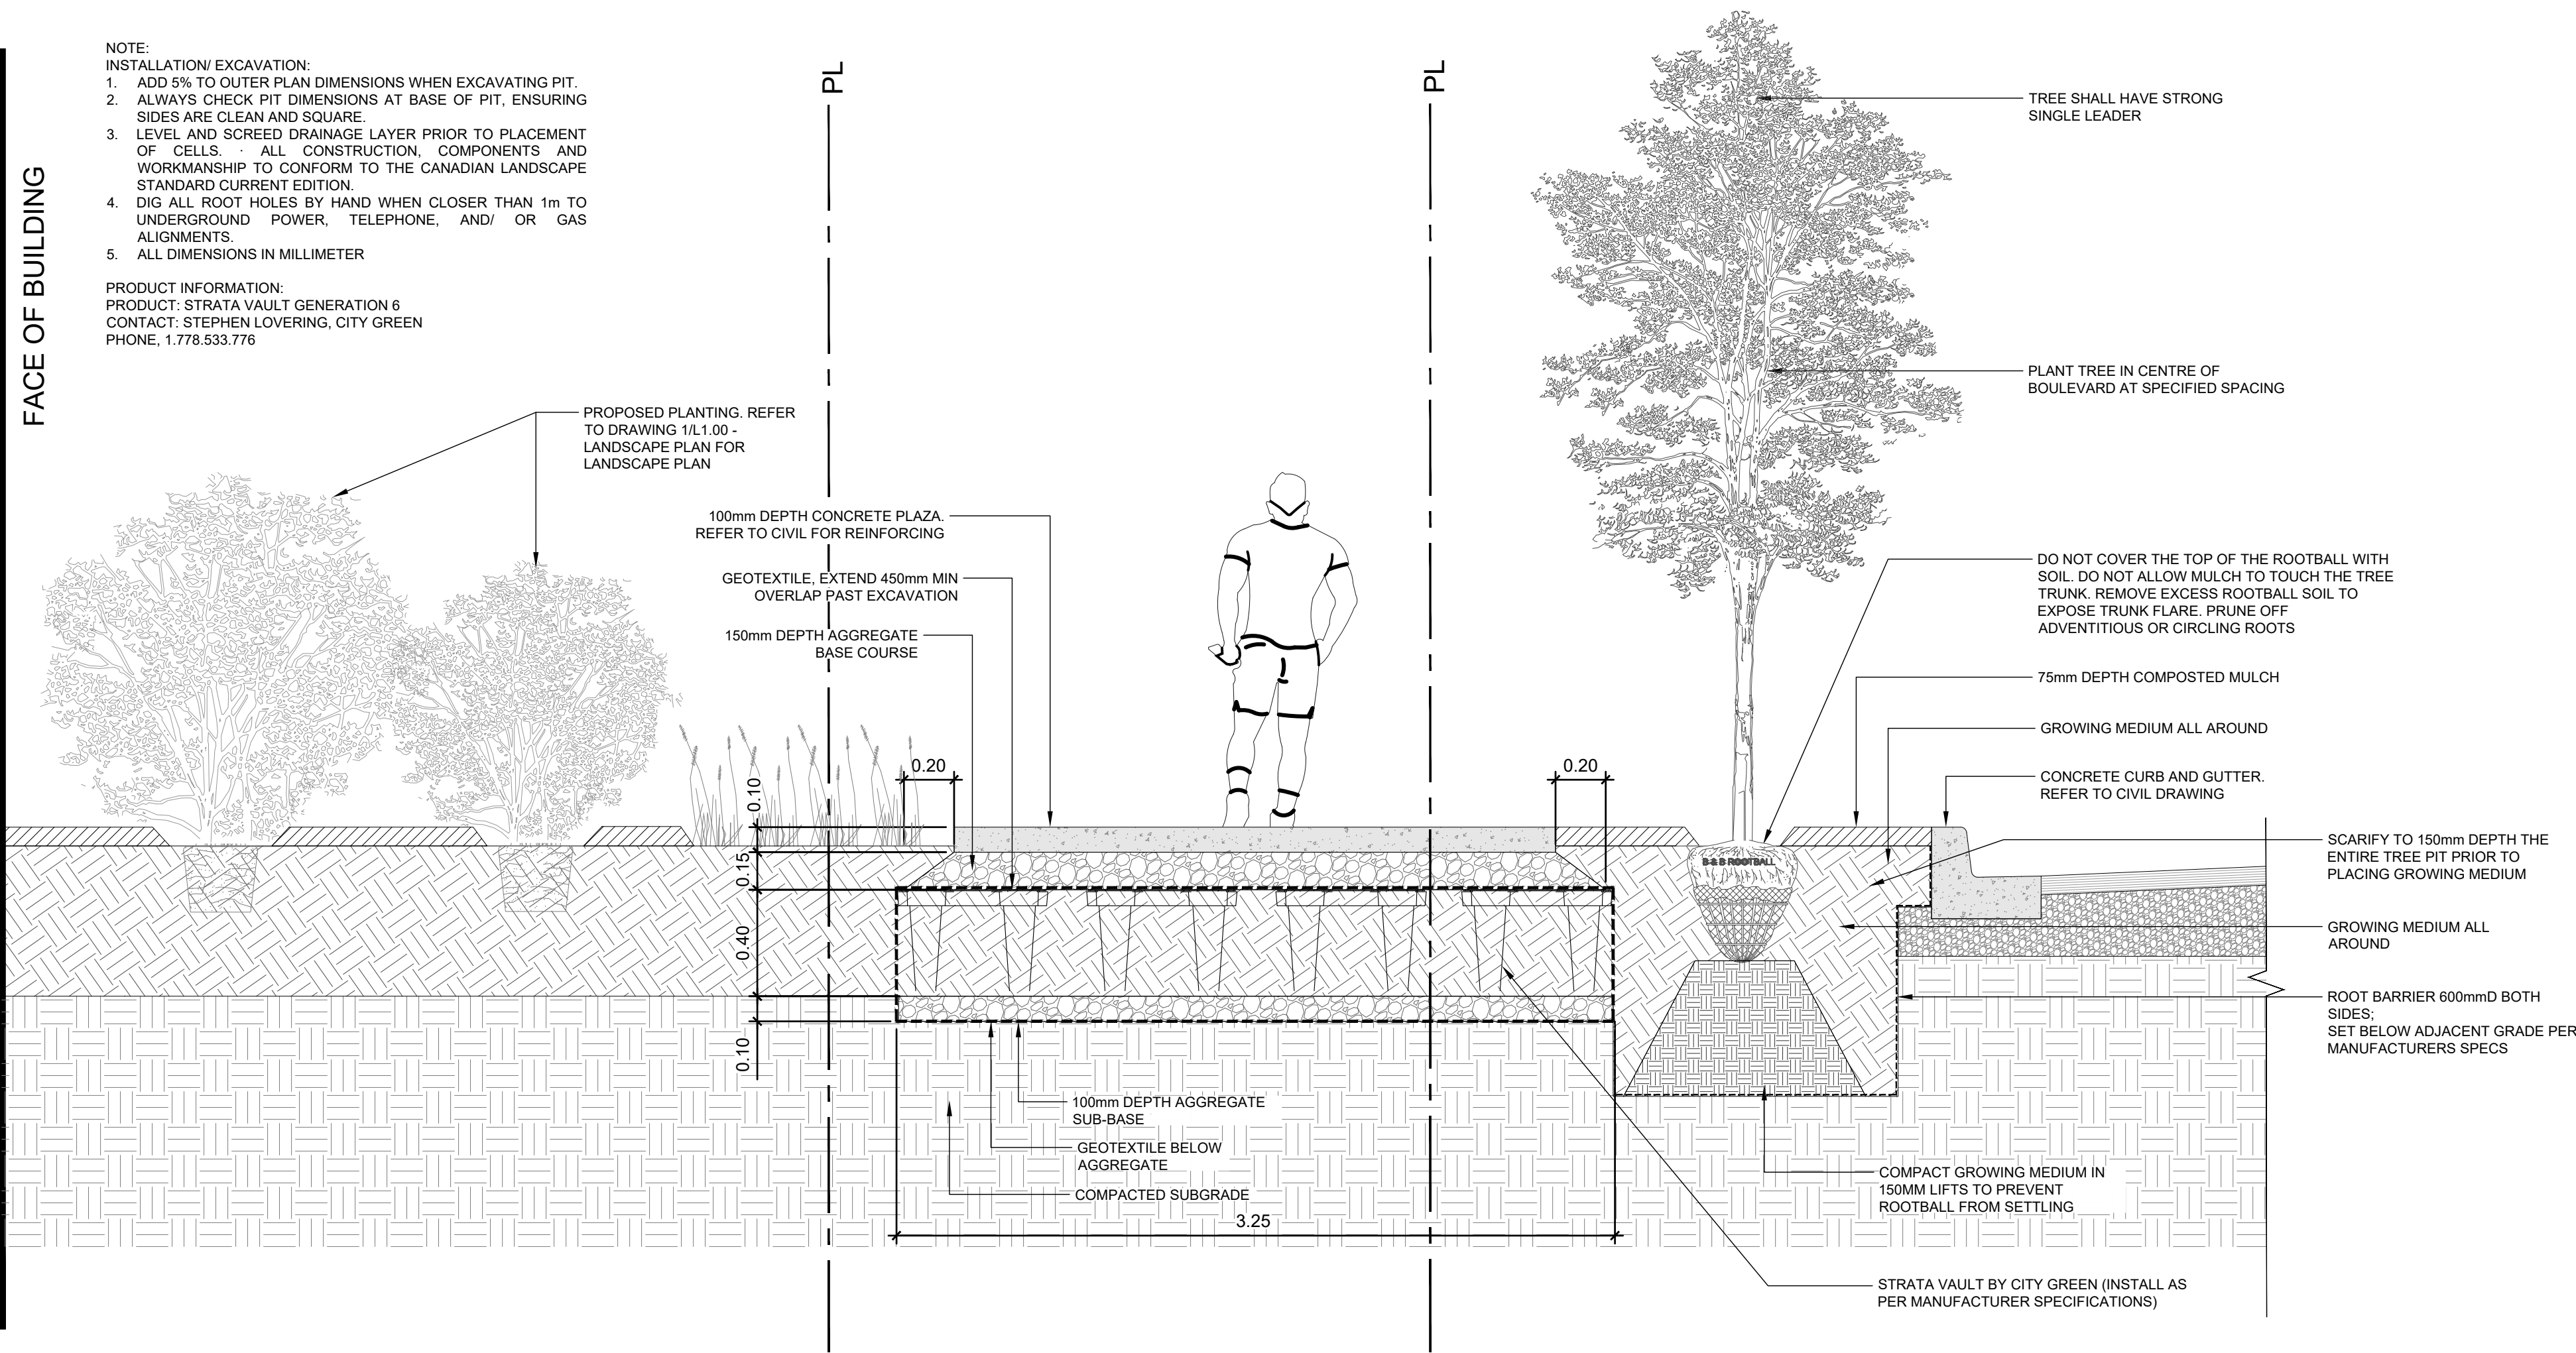 NOTE:
INSTALLATION/ EXCAVATION:
1. ADD 5% TO OUTER PLAN DIMENSIONS WHEN EXCAVATING PIT.
2. ALWAYS CHECK PIT DIMENSIONS AT BASE OF PIT, ENSURING
SIDES ARE CLEAN AND SQUARE.
3. LEVEL AND SCREED DRAINAGE LAYER PRIOR TO PLACEMENT
OF CELLS. · ALL CONSTRUCTION, COMPONENTS AND
WORKMANSHIP TO CONFORM TO THE CANADIAN LANDSCAPE
STANDARD CURRENT EDITION.
4. DIG ALL ROOT HOLES BY HAND WHEN CLOSER THAN 1m TO
UNDERGROUND POWER, TELEPHONE, AND/ OR GAS
ALIGNMENTS.
5. ALL DIMENSIONS IN MILLIMETER
PRODUCT INFORMATION:
PRODUCT: STRATA VAULT GENERATION 6
CONTACT: STEPHEN LOVERING, CITY GREEN
PHONE, 1.778.533.776
FACE OF BUILDING
PL
PL
PROPOSED PLANTING. REFER
TO DRAWING 1/L1.00 -
LANDSCAPE PLAN FOR
LANDSCAPE PLAN
100mm DEPTH CONCRETE PLAZA.
REFER TO CIVIL FOR REINFORCING
GEOTEXTILE, EXTEND 450mm MIN
OVERLAP PAST EXCAVATION
150mm DEPTH AGGREGATE
BASE COURSE
0.20
0.20
0.10
0.15
0.40
0.10
3.25
100mm DEPTH AGGREGATE
SUB-BASE
GEOTEXTILE BELOW
AGGREGATE
COMPACTED SUBGRADE
TREE SHALL HAVE STRONG
SINGLE LEADER
PLANT TREE IN CENTRE OF
BOULEVARD AT SPECIFIED SPACING
DO NOT COVER THE TOP OF THE ROOTBALL WITH
SOIL. DO NOT ALLOW MULCH TO TOUCH THE TREE
TRUNK. REMOVE EXCESS ROOTBALL SOIL TO
EXPOSE TRUNK FLARE. PRUNE OFF
ADVENTITIOUS OR CIRCLING ROOTS
75mm DEPTH COMPOSTED MULCH
GROWING MEDIUM ALL AROUND
CONCRETE CURB AND GUTTER.
REFER TO CIVIL DRAWING
B & B ROOTBALL
SCARIFY TO 150mm DEPTH THE
ENTIRE TREE PIT PRIOR TO
PLACING GROWING MEDIUM
GROWING MEDIUM ALL
AROUND
ROOT BARRIER 600mmD BOTH
SIDES;
SET BELOW ADJACENT GRADE PER
MANUFACTURERS SPECS
COMPACT GROWING MEDIUM IN
150MM LIFTS TO PREVENT
ROOTBALL FROM SETTLING
STRATA VAULT BY CITY GREEN (INSTALL AS
PER MANUFACTURER SPECIFICATIONS)